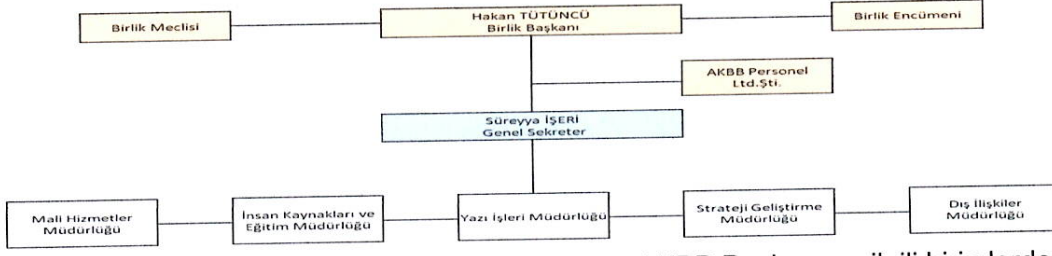 Birlik Meclisi
Hakan TÜTÜNCÜ
Birlik Başkanı
Birlik Encümeni
AKBB Personel
Ltd.Şti.
Süreyya İŞERİ
Genel Sekreter
Mali Hizmetler
Müdürlüğü
İnsan Kaynakları ve
Eğitim Müdürlüğü
Yazı İşleri Müdürlüğü
Strateji Geliştirme
Müdürlüğü
Dış İlişkiler
Müdürlüğü